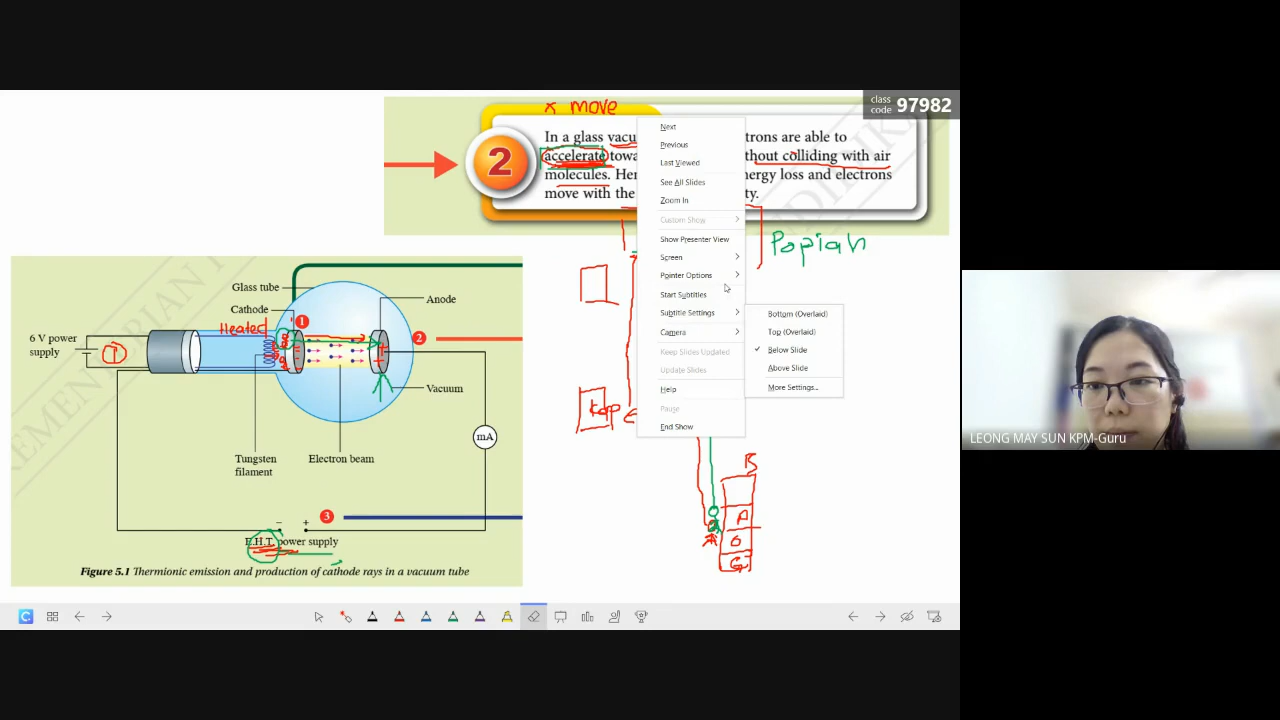 class
code 97982
× move
2
In a glass vacu
trons are able to
accelerate towa
thout colliding with air
molecules. Her
nergy loss and electrons
move with the
ty.
Popiah
Next
Previous
Last Viewed
See All Slides
Zoom In
Custom Show
Show Presenter View
Screen
Pointer Options
Start Subtitles
Subtitle Settings
Camera
Keep Slides Updated
Update Slides
Help
Pause
End Show
Bottom (Overlaid)
Top (Overlaid)
Below Slide
Above Slide
More Settings...
Glass tube
Cathode
Heated
1
Anode
2
6 V power
supply
1
Vacuum
mA
Tungsten
filament
Electron beam
3
− +
E.H.T. power supply
Figure 5.1 Thermionic emission and production of cathode rays in a vacuum tube
B
A
O
G
LEONG MAY SUN KPM-Guru